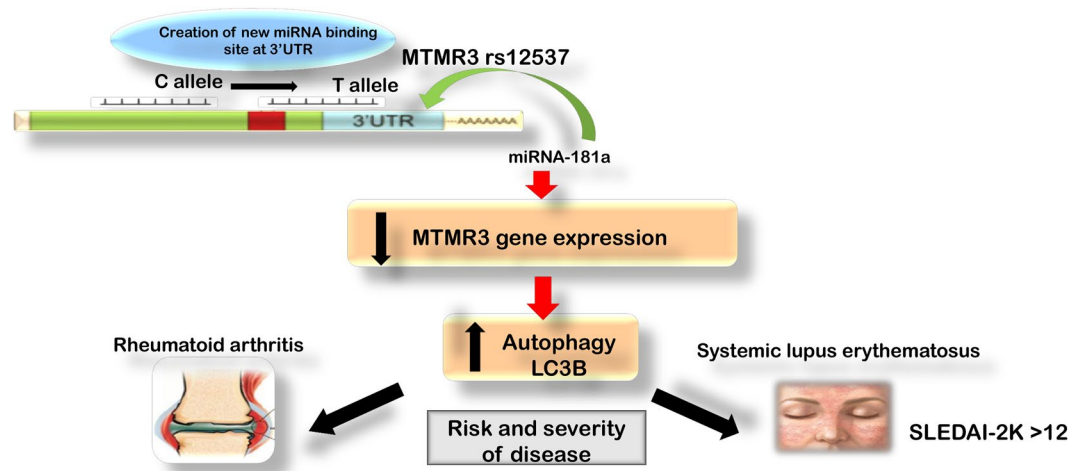 Creation of new miRNA binding
site at 3'UTR
MTMR3 rs12537
C allele
T allele
3'UTR
miRNA-181a
MTMR3 gene expression
Autophagy
LC3B
Rheumatoid arthritis
Systemic lupus erythematosus
Risk and severity
of disease
SLEDAI-2K >12